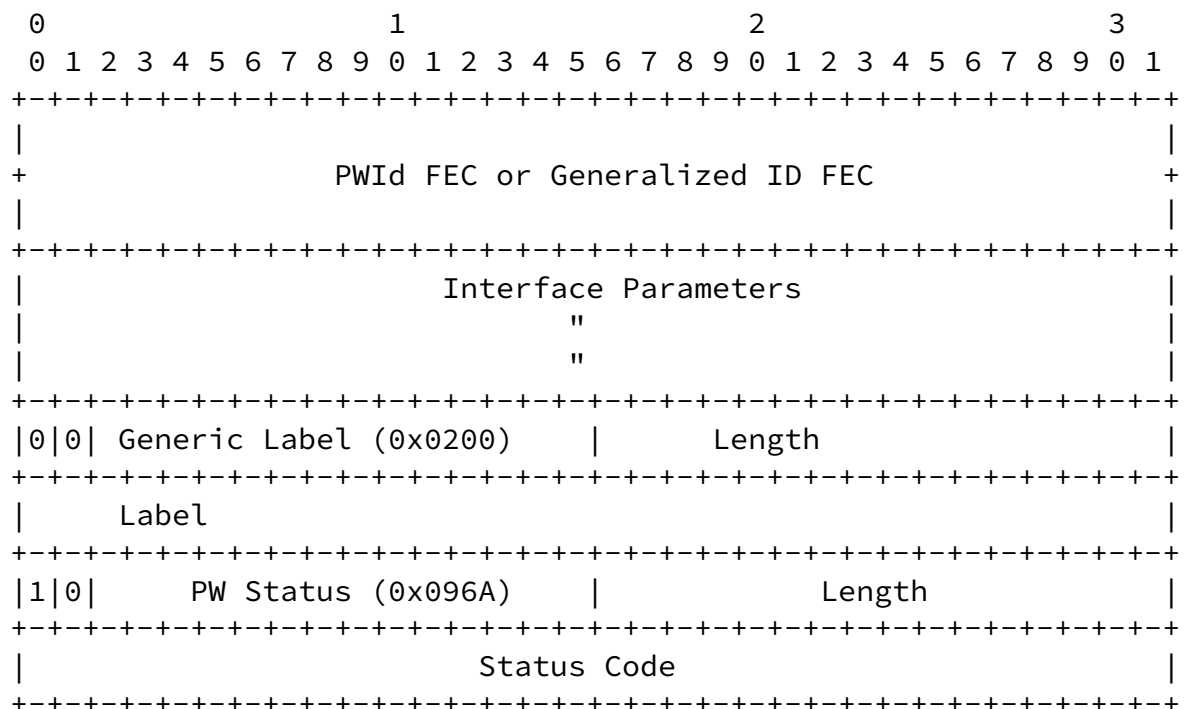 0                   1                   2                   3
 0 1 2 3 4 5 6 7 8 9 0 1 2 3 4 5 6 7 8 9 0 1 2 3 4 5 6 7 8 9 0 1
+-+-+-+-+-+-+-+-+-+-+-+-+-+-+-+-+-+-+-+-+-+-+-+-+-+-+-+-+-+-+-+-+
|                                                               |
+                 PWId FEC or Generalized ID FEC                +
|                                                               |
+-+-+-+-+-+-+-+-+-+-+-+-+-+-+-+-+-+-+-+-+-+-+-+-+-+-+-+-+-+-+-+-+
|                       Interface Parameters                    |
|                              "                                |
|                              "                                |
+-+-+-+-+-+-+-+-+-+-+-+-+-+-+-+-+-+-+-+-+-+-+-+-+-+-+-+-+-+-+-+-+
|0|0| Generic Label (0x0200)    |      Length                   |
+-+-+-+-+-+-+-+-+-+-+-+-+-+-+-+-+-+-+-+-+-+-+-+-+-+-+-+-+-+-+-+-+
|     Label                                                     |
+-+-+-+-+-+-+-+-+-+-+-+-+-+-+-+-+-+-+-+-+-+-+-+-+-+-+-+-+-+-+-+-+
|1|0|     PW Status (0x096A)    |            Length             |
+-+-+-+-+-+-+-+-+-+-+-+-+-+-+-+-+-+-+-+-+-+-+-+-+-+-+-+-+-+-+-+-+
|                         Status Code                           |
+-+-+-+-+-+-+-+-+-+-+-+-+-+-+-+-+-+-+-+-+-+-+-+-+-+-+-+-+-+-+-+-+